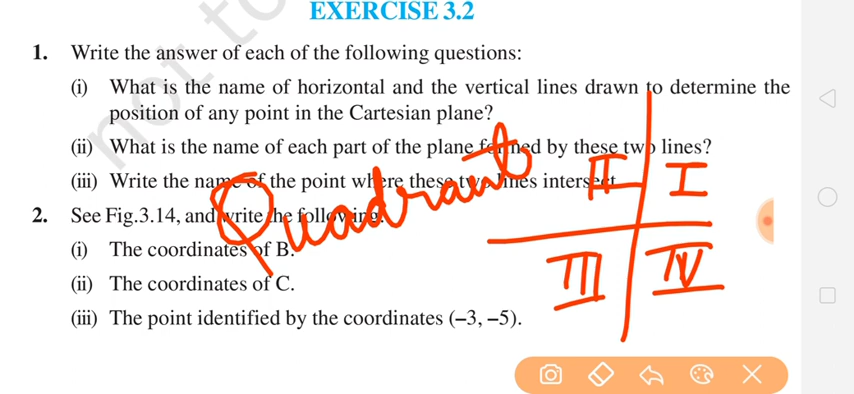 EXERCISE 3.2
1. Write the answer of each of the following questions:
(i) What is the name of horizontal and the vertical lines drawn to determine the
position of any point in the Cartesian plane?
(ii) What is the name of each part of the plane formed by these two lines?
(iii) Write the name of the point where these two lines intersect
2. See Fig.3.14, and write the following:
(i) The coordinates of B.
(ii) The coordinates of C.
(iii) The point identified by the coordinates (–3, –5).
Quadrants
II I
III IV
not to